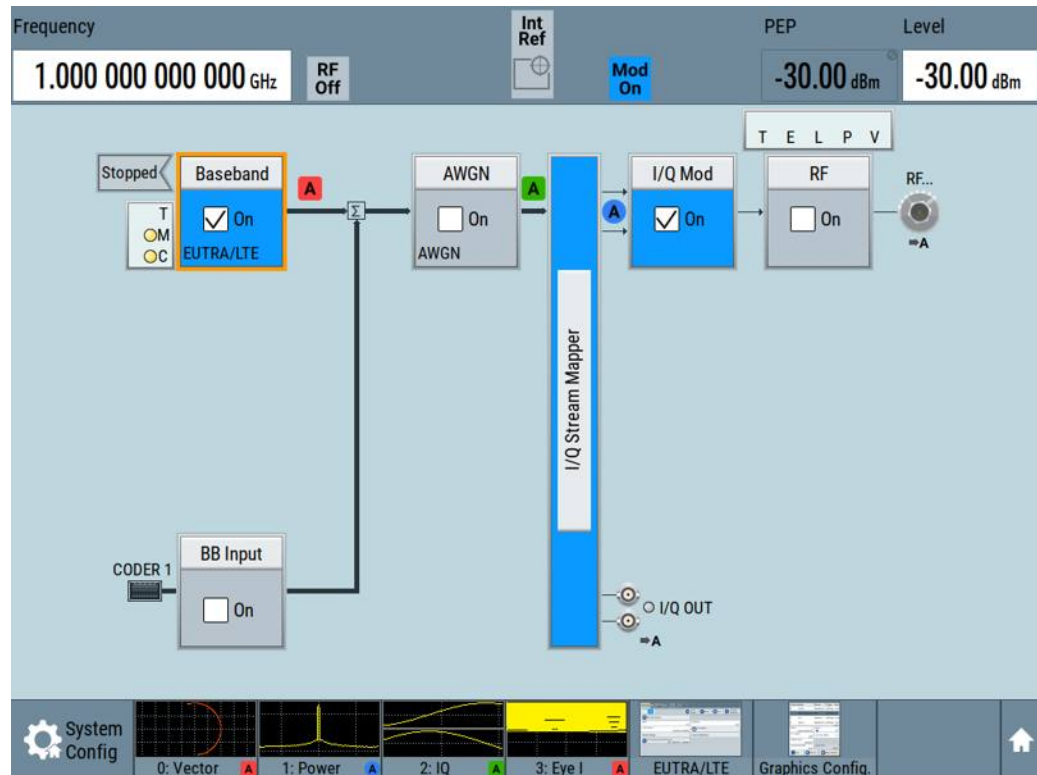 Frequency
Int
Ref
PEP
Level
1.000 000 000 000 GHz
RF
Off
Mod
On
-30.00 dBm
-30.00 dBm
T E L P V
Stopped
Baseband
A
AWGN
A
I/Q Mod
RF
RF...
T
M
C
On
EUTRA/LTE
Σ
On
AWGN
A
On
On
⇒A
I/Q Stream Mapper
BB Input
CODER 1
On
I/Q OUT
⇒A
System
Config
0: Vector A
1: Power A
2: IQ A
3: Eye I A
EUTRA/LTE
Graphics Config.